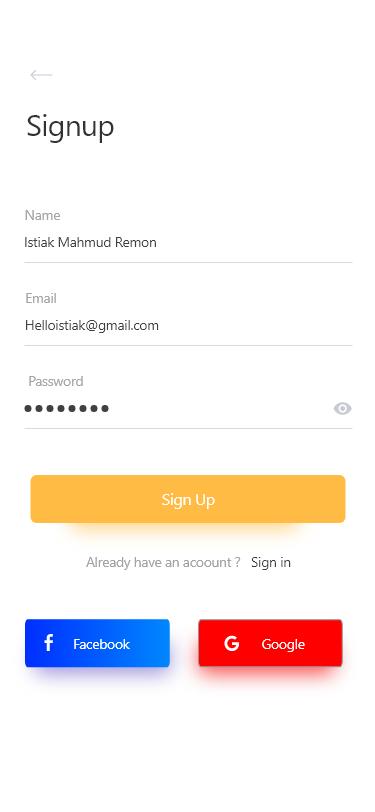 Signup
Name
Istiak Mahmud Remon
Email
Helloistiak@gmail.com
Password
Sign Up
Already have an acoount ? Sign in
Facebook
Google